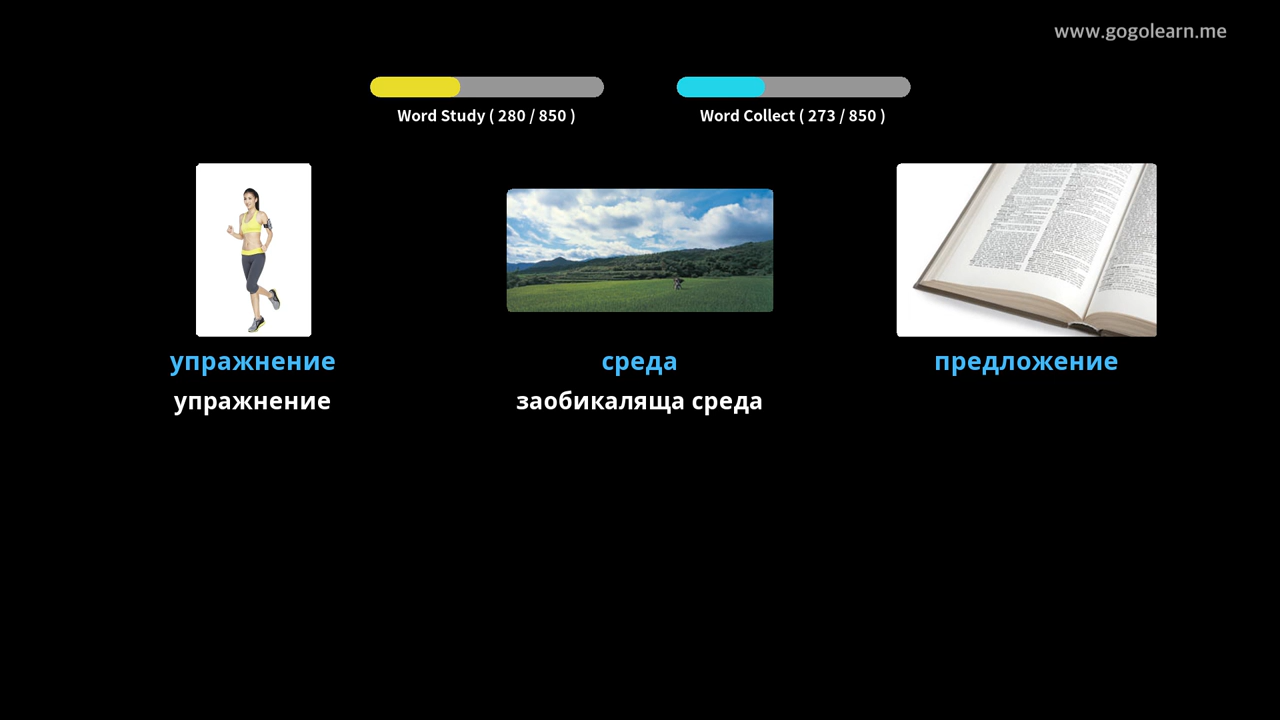 www.gogolearn.me
Word Study ( 280 / 850 )
Word Collect ( 273 / 850 )
упражнение
среда
предложение
упражнение
заобикаляща среда